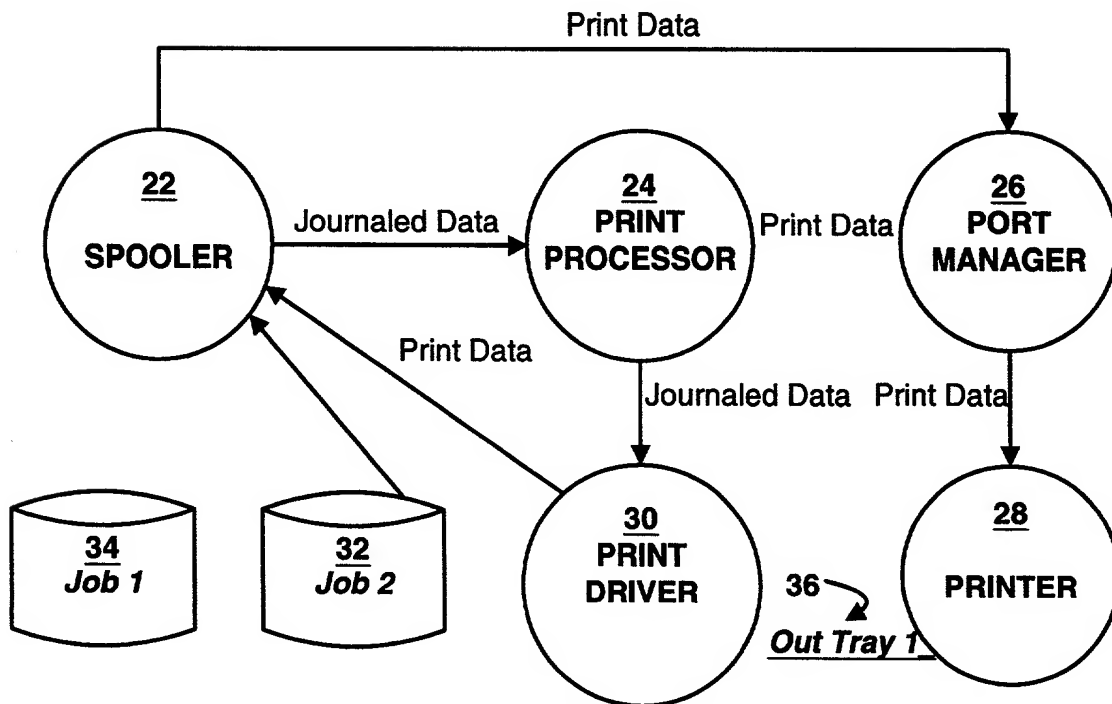 Print Data
22
SPOOLER
Journaled Data
24
PRINT
PROCESSOR
Print Data
26
PORT
MANAGER
Print Data
Journaled Data
Print Data
34
Job 1
32
Job 2
30
PRINT
DRIVER
36
Out Tray 1
28
PRINTER